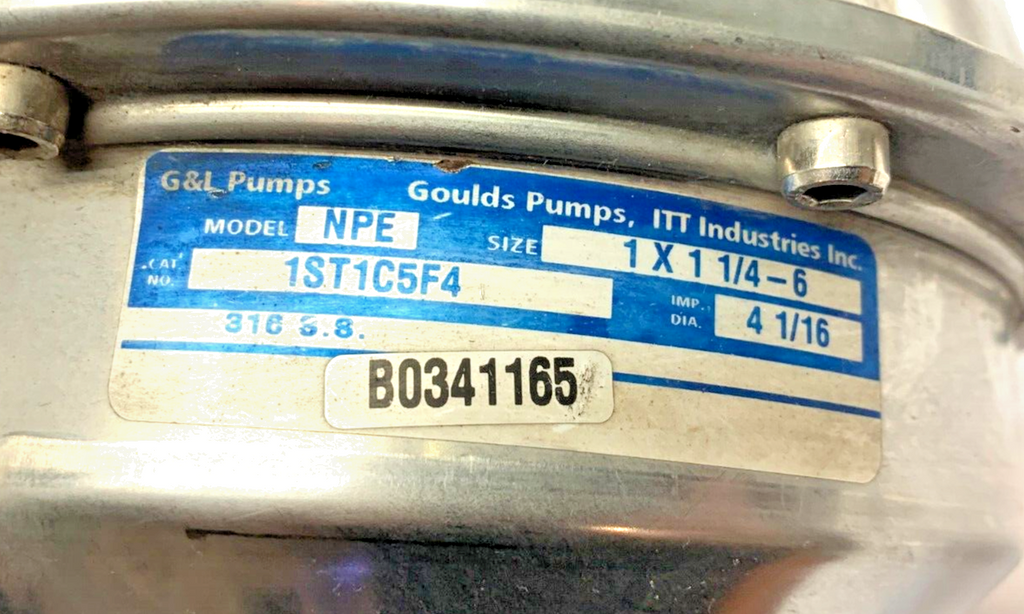 G&L Pumps Goulds Pumps, ITT Industries Inc.
MODEL NPE SIZE 1 X 1 1/4-6
CAT. NO. 1ST1C5F4 IMP. DIA. 4 1/16
316 S.S.
B0341165